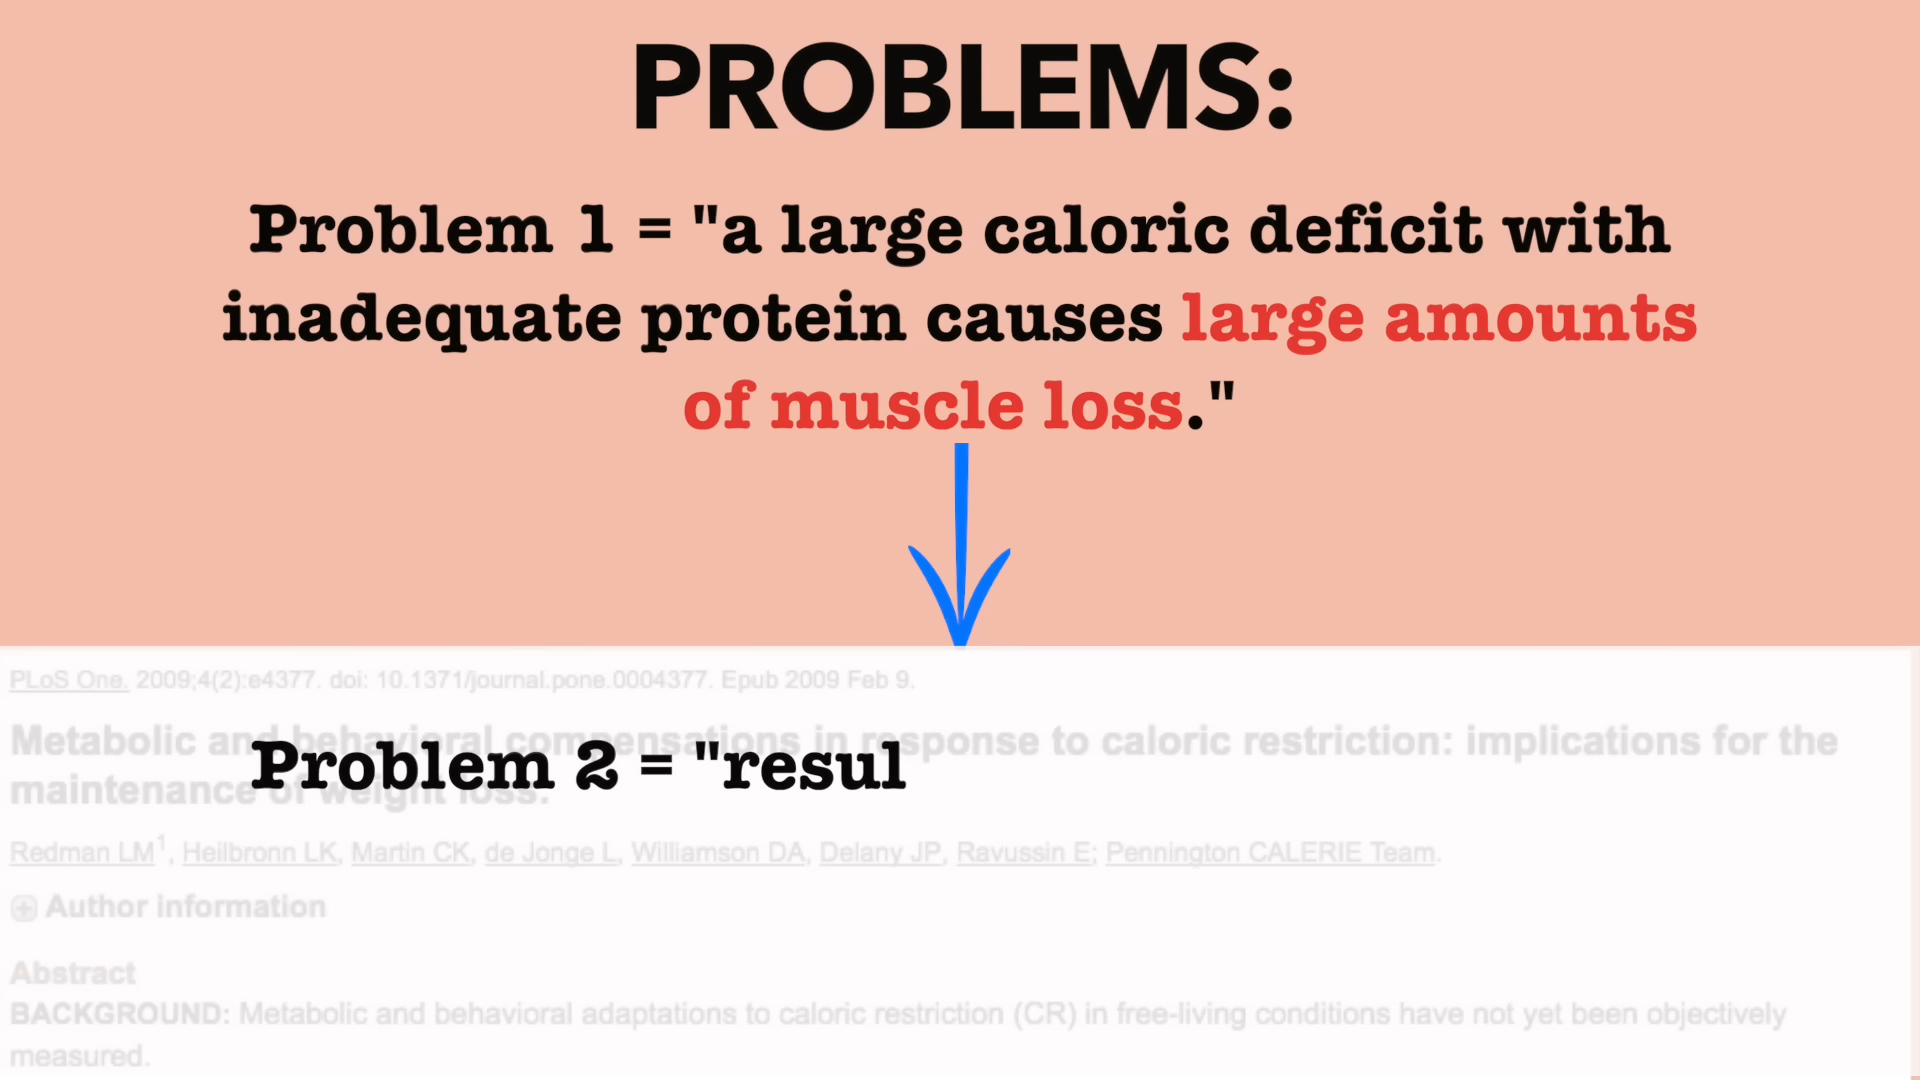 PROBLEMS:
Problem 1 = "a large caloric deficit with
inadequate protein causes large amounts
of muscle loss."
PLoS One. 2009;4(2):e4377. doi: 10.1371/journal.pone.0004377. Epub 2009 Feb 9.
Metabolic and behavioral compensations in response to caloric restriction: implications for the
maintenance of weight loss.
Problem 2 = "resul
Redman LM1, Heilbronn LK, Martin CK, de Jonge L, Williamson DA, Delany JP, Ravussin E; Pennington CALERIE Team.
Author information
Abstract
BACKGROUND: Metabolic and behavioral adaptations to caloric restriction (CR) in free-living conditions have not yet been objectively
measured.